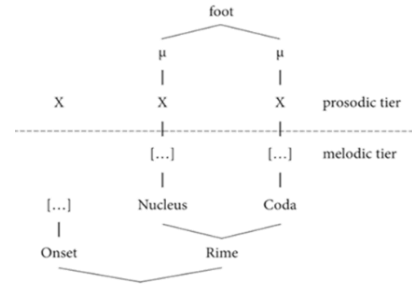 foot
μ μ
X X X prosodic tier
[...] [...] melodic tier
[...] Nucleus Coda
Onset Rime